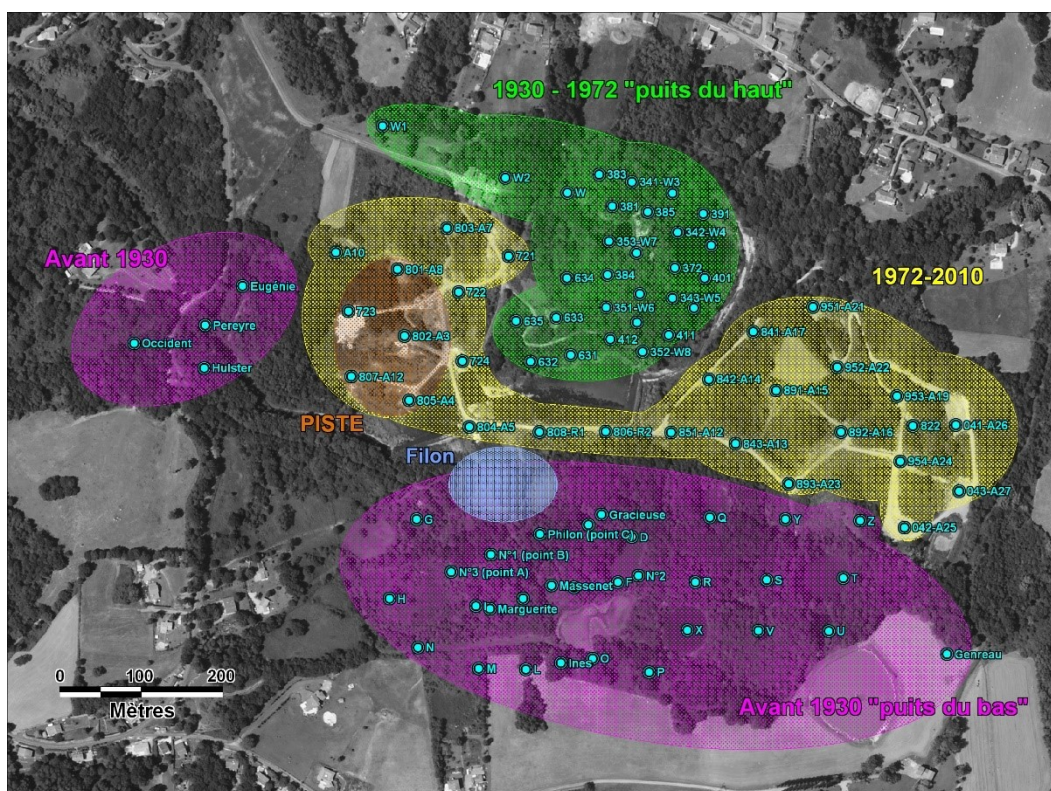 1930 - 1972 "puits du haut"
W1
W2
W
383
341-W3
381
385
391
342-W4
353-W7
372
401
634
384
343-W5
351-W6
635
633
411
412
352-W8
632
631
803-A7
A10
721
801-A8
722
723
802-A3
724
807-A12
805-A4
PISTE
804-A5
808-R1
806-R2
851-A12
Avant 1930
Eugénie
Pereyre
Occident
Hulster
1972-2010
951-A21
841-A17
952-A22
842-A14
891-A15
953-A19
822
041-A26
892-A16
843-A13
954-A24
893-A23
043-A27
042-A25
Filon
G
Gracieuse
Q
Y
Z
Philon (point C)
D
N°1 (point B)
N°3 (point A)
Massenet
F
N°2
R
S
T
H
Marguerite
X
V
U
N
M
L
Ines
O
P
Genreau
Avant 1930 "puits du bas"
0 100 200
Mètres